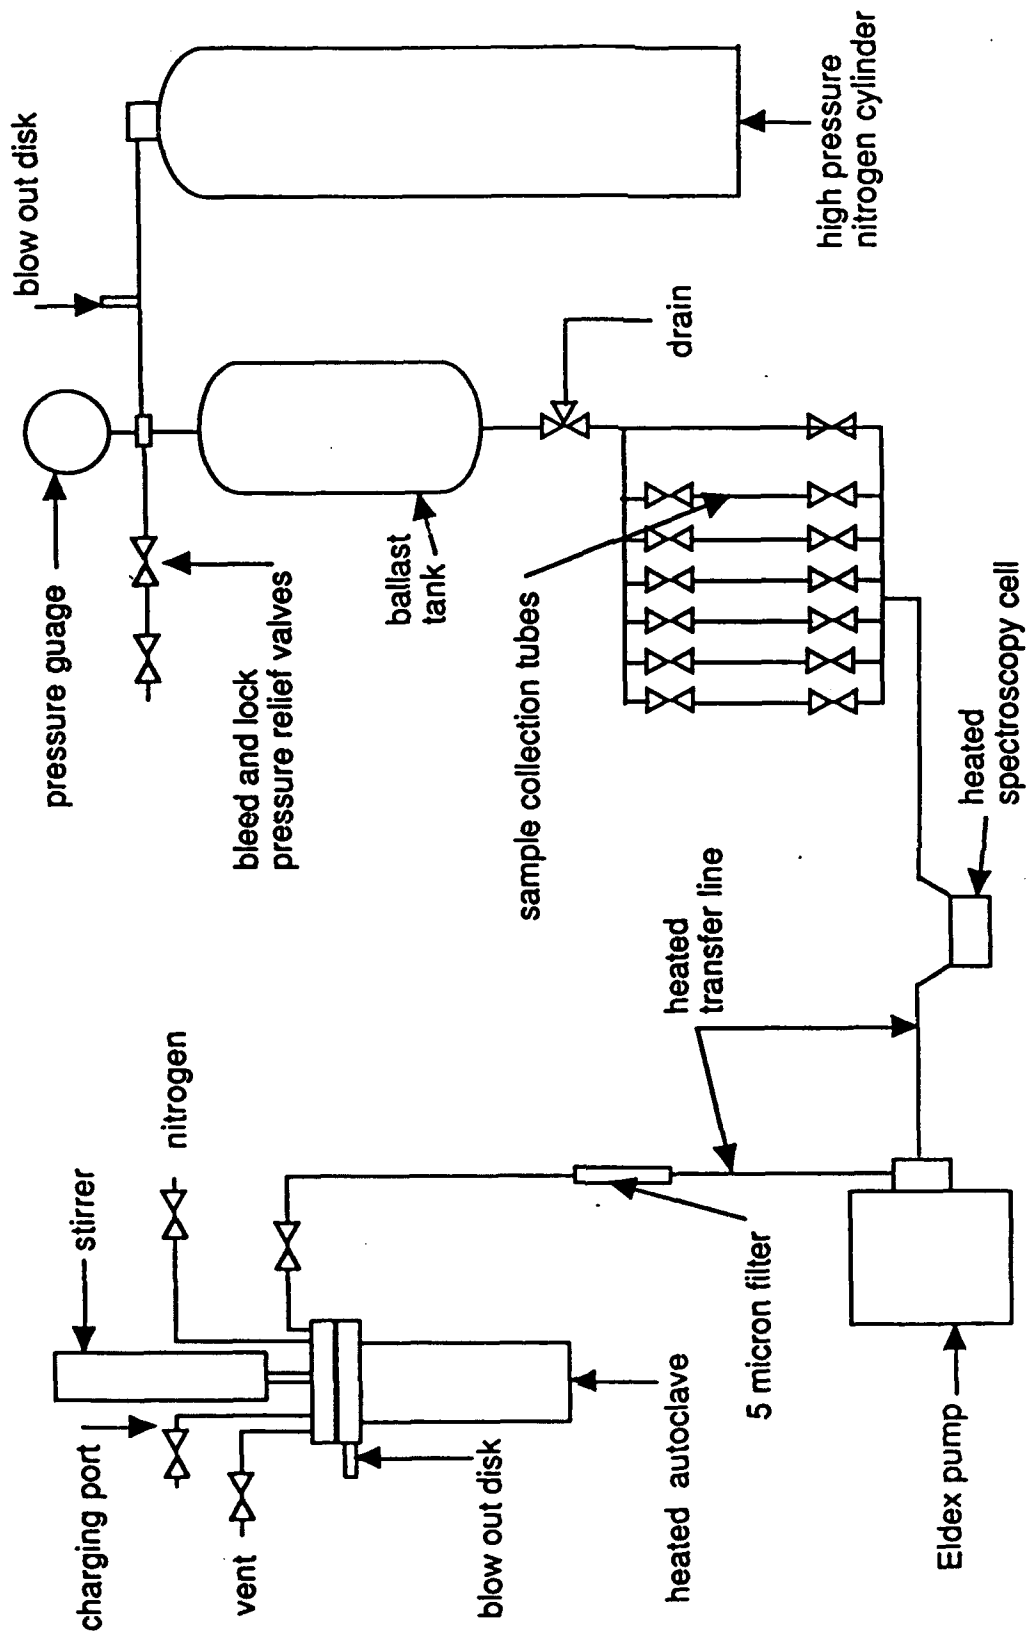 charging port
stirrer
nitrogen
vent
blow out disk
heated autoclave
5 micron filter
Eldex pump
heated
transfer line
heated
spectroscopy cell
pressure guage
bleed and lock
pressure relief valves
ballast
tank
sample collection tubes
blow out disk
drain
high pressure
nitrogen cylinder